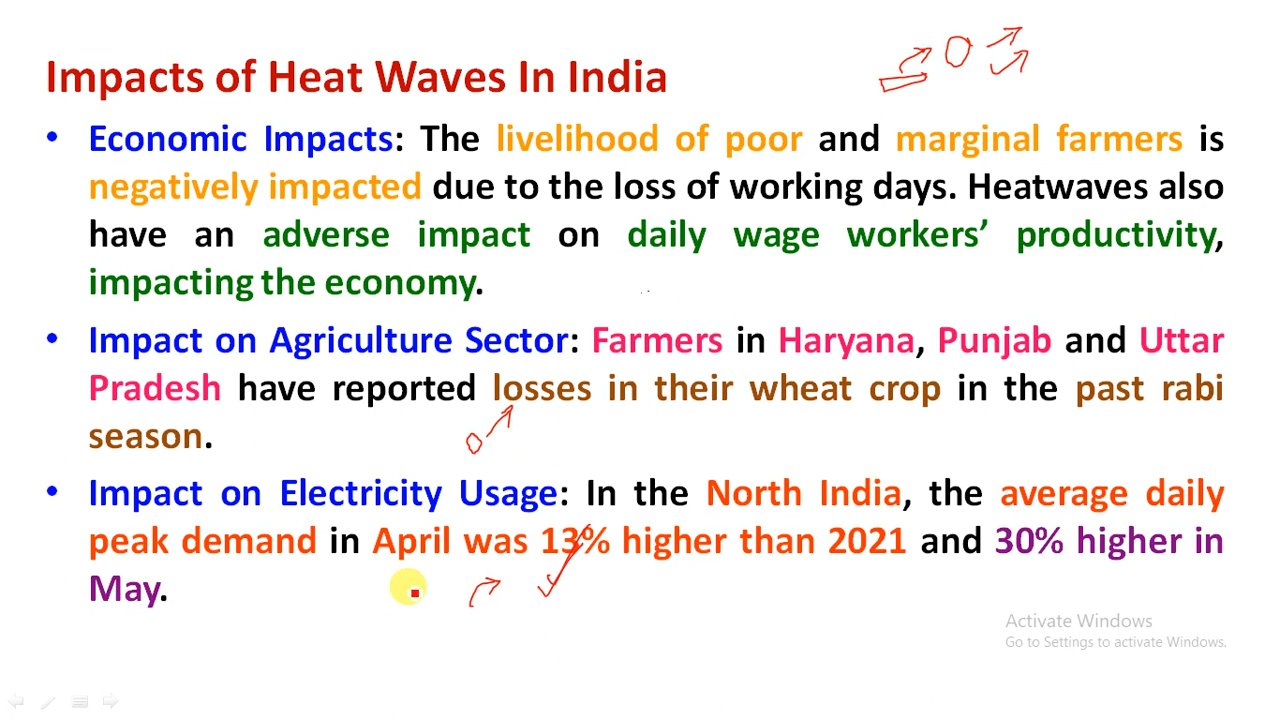 Impacts of Heat Waves In India
• Economic Impacts: The livelihood of poor and marginal farmers is
negatively impacted due to the loss of working days. Heatwaves also
have an adverse impact on daily wage workers’ productivity,
impacting the economy.
• Impact on Agriculture Sector: Farmers in Haryana, Punjab and Uttar
Pradesh have reported losses in their wheat crop in the past rabi
season.
• Impact on Electricity Usage: In the North India, the average daily
peak demand in April was 13% higher than 2021 and 30% higher in
May.
Activate Windows
Go to Settings to activate Windows.